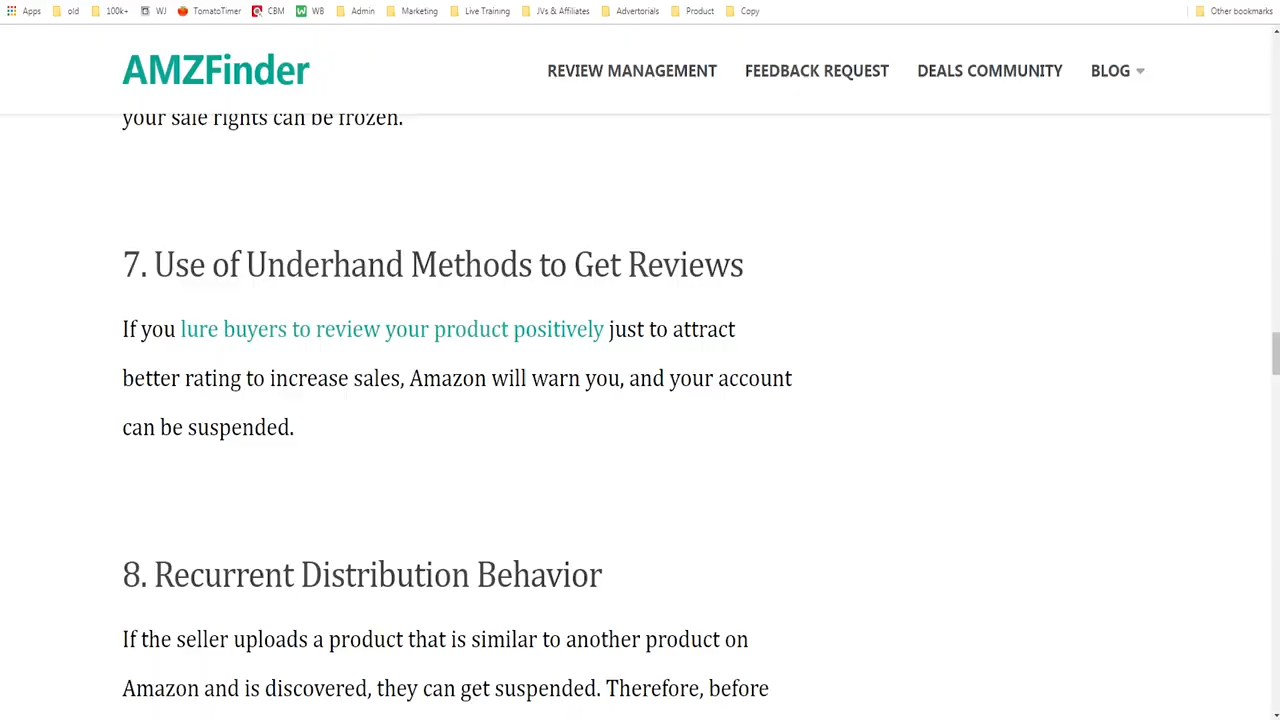 Apps old 100k+ WJ TomatoTimer CBM WB Admin Marketing Live Training JVs & Affiliates Advertorials Product Copy Other bookmarks
AMZFinder REVIEW MANAGEMENT FEEDBACK REQUEST DEALS COMMUNITY BLOG
your sale rights can be frozen.
7. Use of Underhand Methods to Get Reviews
If you lure buyers to review your product positively just to attract
better rating to increase sales, Amazon will warn you, and your account
can be suspended.
8. Recurrent Distribution Behavior
If the seller uploads a product that is similar to another product on
Amazon and is discovered, they can get suspended. Therefore, before